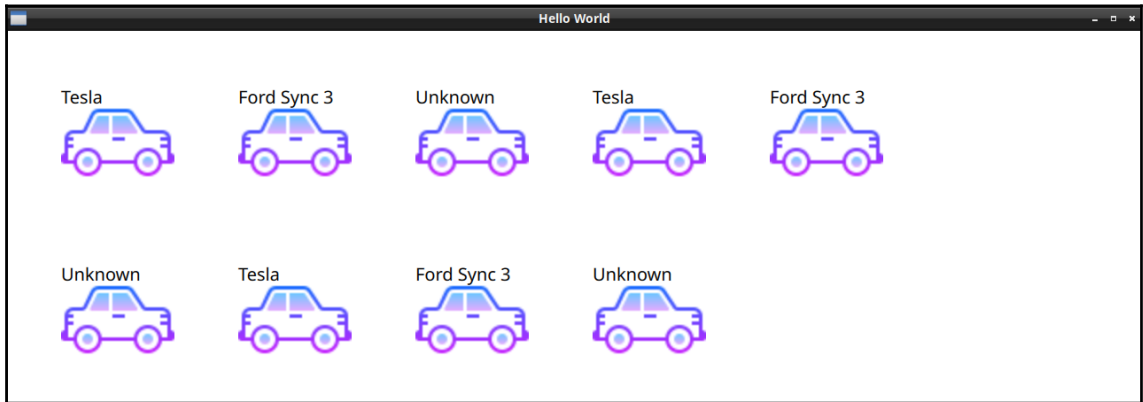 Hello World
Tesla Ford Sync 3 Unknown Tesla Ford Sync 3
Unknown Tesla Ford Sync 3 Unknown